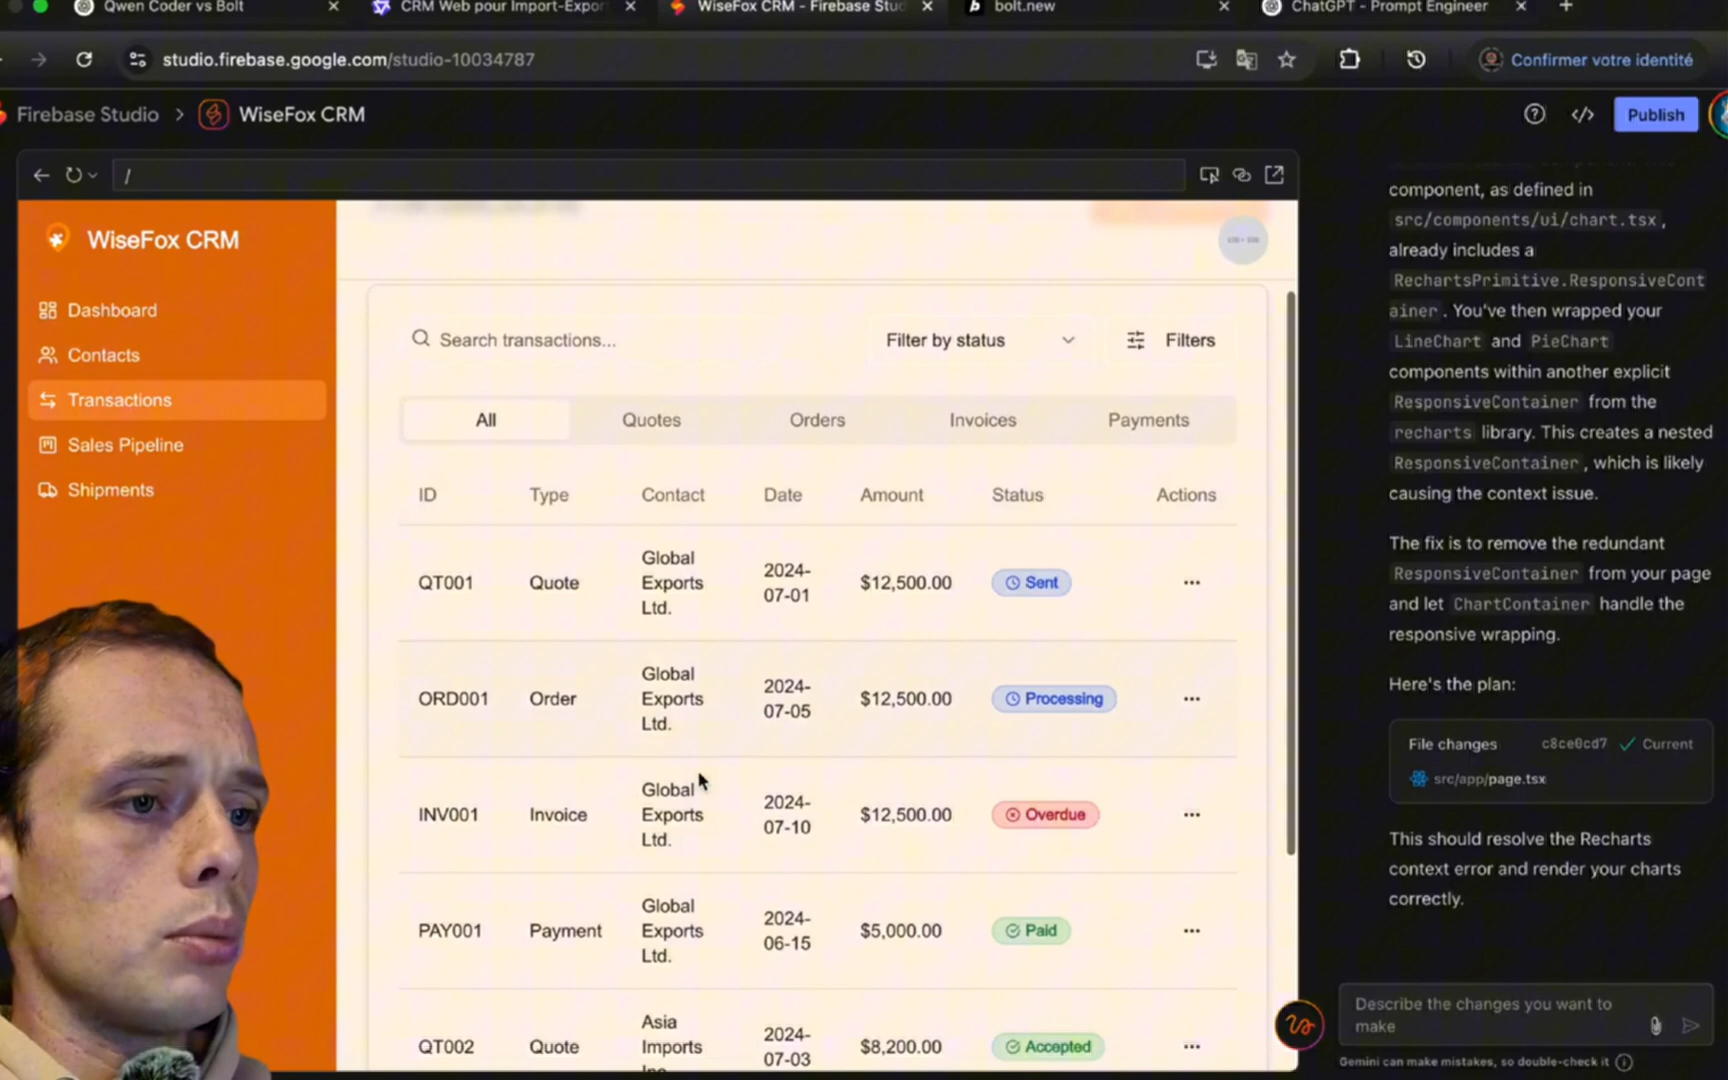 Qwen Coder vs Bolt
CRM Web pour Import-Expor
WiseFox CRM - Firebase Stu
bolt.new
ChatGPT - Prompt Engineer
studio.firebase.google.com/studio-10034787
Confirmer votre identité
Firebase Studio > WiseFox CRM
Publish
/
WiseFox CRM
Dashboard
Contacts
Transactions
Sales Pipeline
Shipments
Search transactions...
Filter by status
Filters
All Quotes Orders Invoices Payments
ID Type Contact Date Amount Status Actions
QT001 Quote Global Exports Ltd. 2024-07-01 $12,500.00 Sent
ORD001 Order Global Exports Ltd. 2024-07-05 $12,500.00 Processing
INV001 Invoice Global Exports Ltd. 2024-07-10 $12,500.00 Overdue
PAY001 Payment Global Exports Ltd. 2024-06-15 $5,000.00 Paid
QT002 Quote Asia Imports 2024-07-03 $8,200.00 Accepted
component, as defined in
src/components/ui/chart.tsx,
already includes a
RechartsPrimitive.ResponsiveCont
ainer. You've then wrapped your
LineChart and PieChart
components within another explicit
ResponsiveContainer from the
recharts library. This creates a nested
ResponsiveContainer, which is likely
causing the context issue.
The fix is to remove the redundant
ResponsiveContainer from your page
and let ChartContainer handle the
responsive wrapping.
Here's the plan:
File changes c8ce0cd7 Current
src/app/page.tsx
This should resolve the Recharts
context error and render your charts
correctly.
Describe the changes you want to
make
Gemini can make mistakes, so double-check it